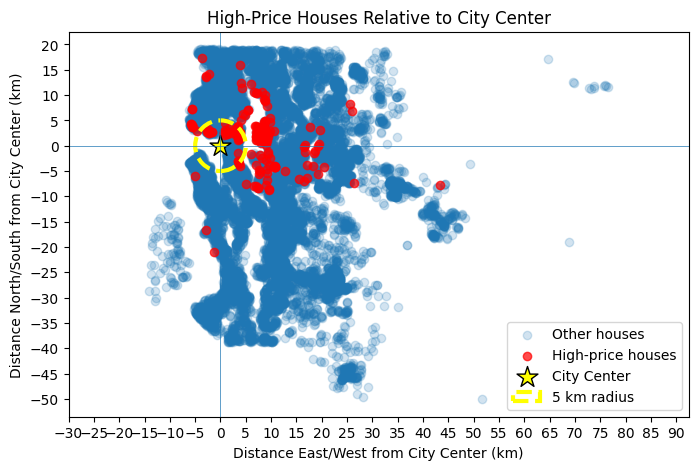 High-Price Houses Relative to City Center
Distance North/South from City Center (km)
20
15
10
5
0
−5
−10
−15
−20
−25
−30
−35
−40
−45
−50
Other houses
High-price houses
City Center
5 km radius
−30−25−20−15−10−5 0 5 10 15 20 25 30 35 40 45 50 55 60 65 70 75 80 85 90
Distance East/West from City Center (km)